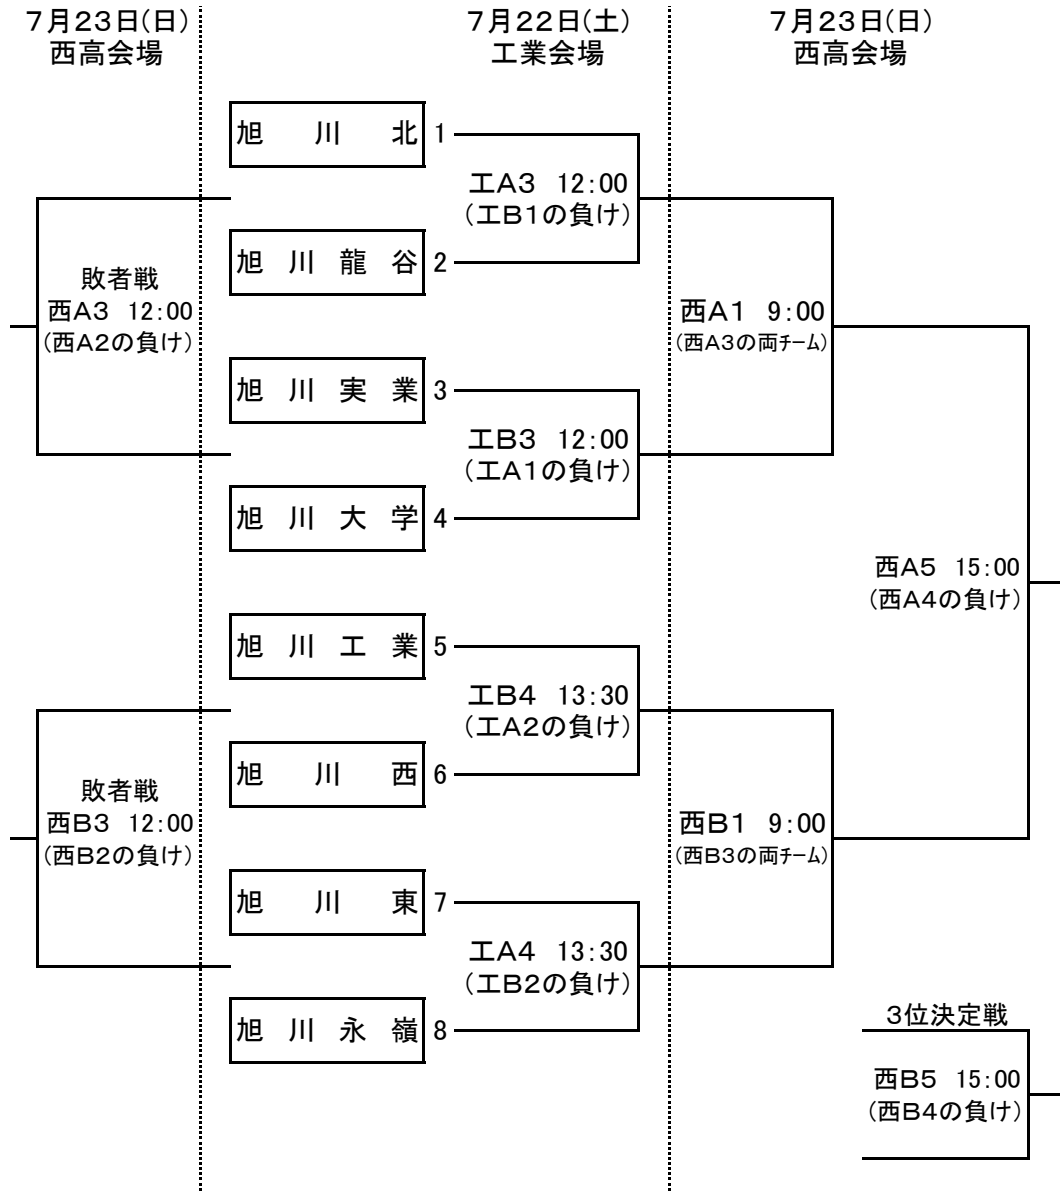 7月23日(日)
西高会場
7月22日(土)
工業会場
7月23日(日)
西高会場
旭川北 1
工A3 12:00
(工B1の負け)
旭川龍谷 2
敗者戦
西A3 12:00
(西A2の負け)
西A1 9:00
(西A3の両チーム)
旭川実業 3
工B3 12:00
(工A1の負け)
旭川大学 4
西A5 15:00
(西A4の負け)
旭川工業 5
工B4 13:30
(工A2の負け)
旭川西 6
敗者戦
西B3 12:00
(西B2の負け)
西B1 9:00
(西B3の両チーム)
旭川東 7
工A4 13:30
(工B2の負け)
旭川永嶺 8
3位決定戦
西B5 15:00
(西B4の負け)